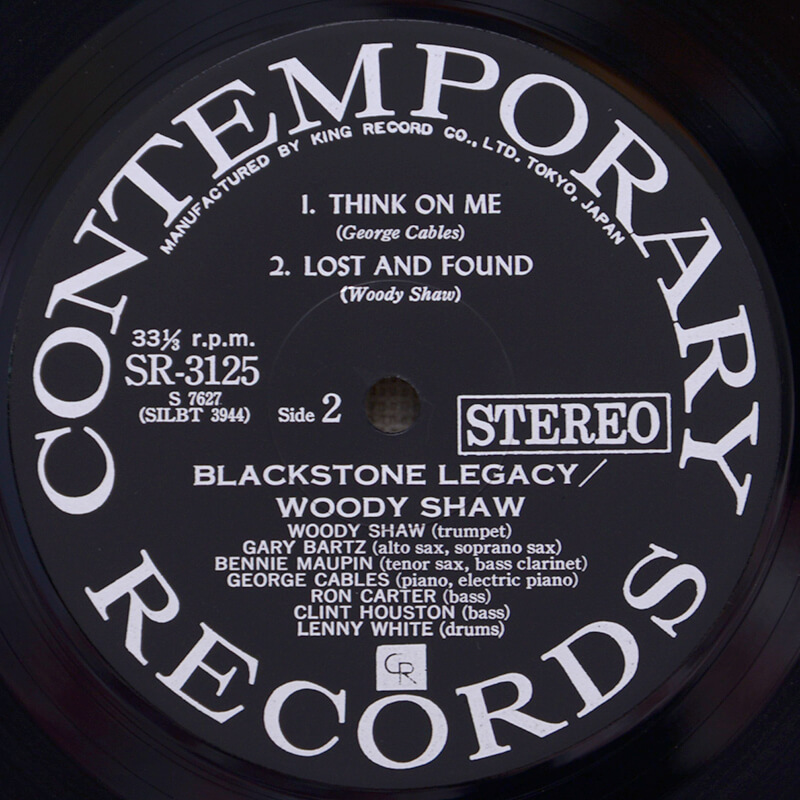 CONTEMPORARY
MANUFACTURED BY KING RECORD CO., LTD. TOKYO, JAPAN
1. THINK ON ME
(George Cables)
2. LOST AND FOUND
(Woody Shaw)
33⅓ r.p.m.
SR-3125
S 7627
(SILBT 3944)
Side 2
STEREO
BLACKSTONE LEGACY/
WOODY SHAW
WOODY SHAW (trumpet)
GARY BARTZ (alto sax, soprano sax)
BENNIE MAUPIN (tenor sax, bass clarinet)
GEORGE CABLES (piano, electric piano)
RON CARTER (bass)
CLINT HOUSTON (bass)
LENNY WHITE (drums)
CR
RECORDS